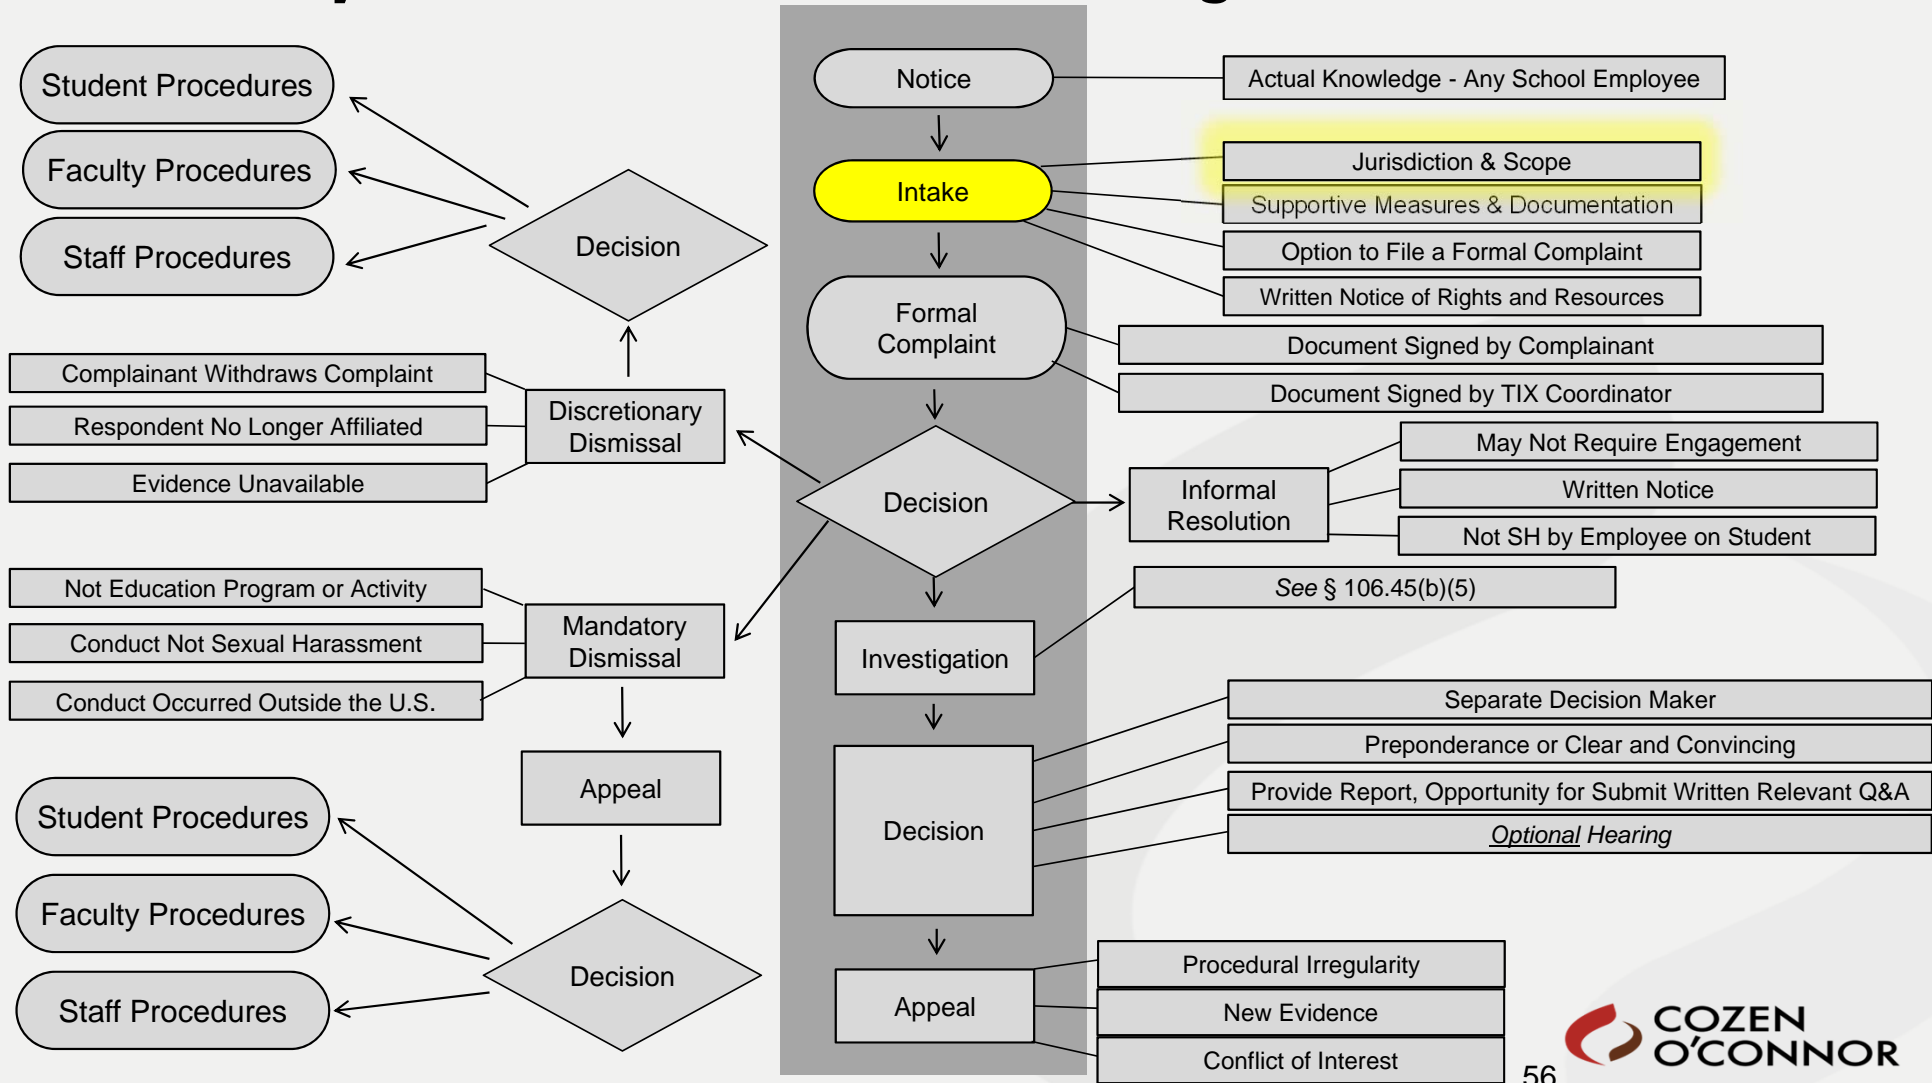 Student Procedures
Faculty Procedures
Staff Procedures
Decision
Complainant Withdraws Complaint
Respondent No Longer Affiliated
Evidence Unavailable
Discretionary
Dismissal
Not Education Program or Activity
Conduct Not Sexual Harassment
Conduct Occurred Outside the U.S.
Mandatory
Dismissal
Appeal
Student Procedures
Faculty Procedures
Staff Procedures
Decision
Notice
Actual Knowledge - Any School Employee
Intake
Jurisdiction & Scope
Supportive Measures & Documentation
Option to File a Formal Complaint
Written Notice of Rights and Resources
Formal
Complaint
Document Signed by Complainant
Document Signed by TIX Coordinator
Decision
Informal
Resolution
May Not Require Engagement
Written Notice
Not SH by Employee on Student
Investigation
See § 106.45(b)(5)
Decision
Separate Decision Maker
Preponderance or Clear and Convincing
Provide Report, Opportunity for Submit Written Relevant Q&A
Optional Hearing
Appeal
Procedural Irregularity
New Evidence
Conflict of Interest
COZEN
O'CONNOR
56